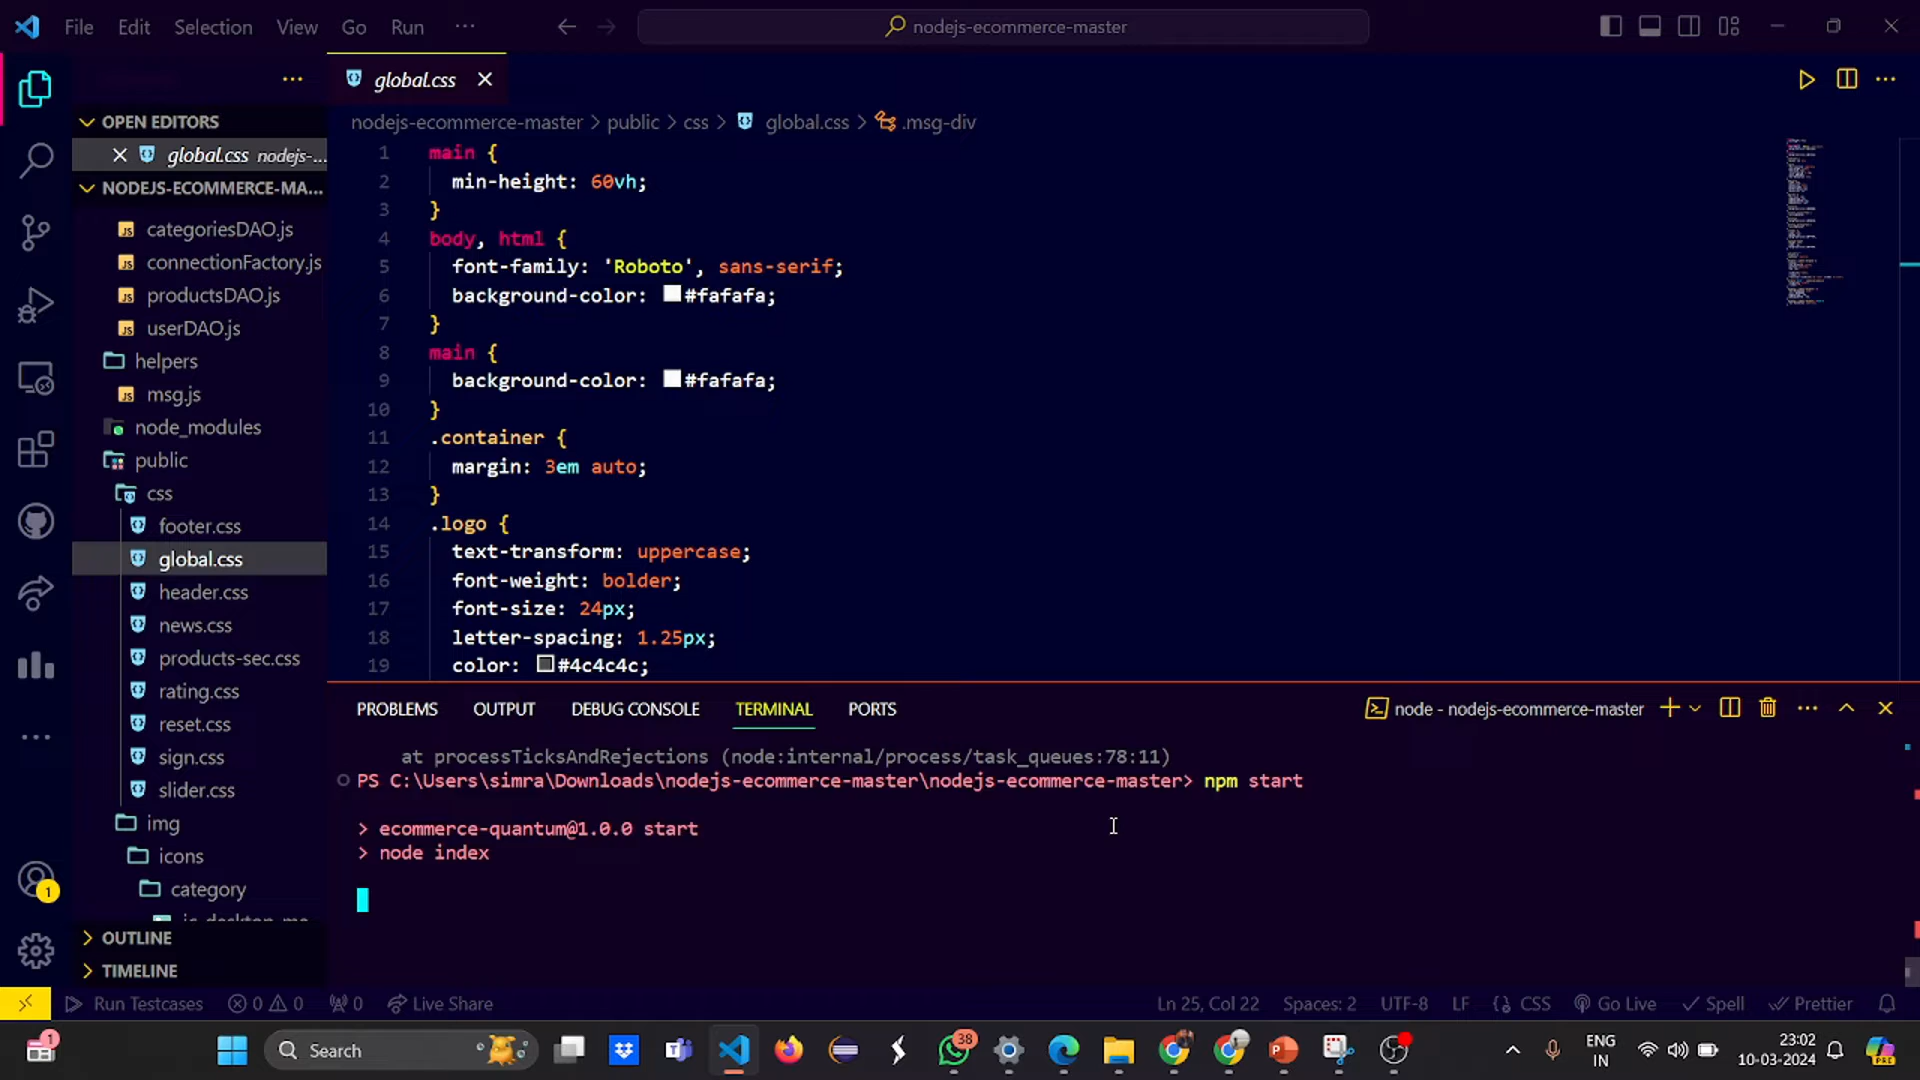 File Edit Selection View Go Run ···
nodejs-ecommerce-master
global.css
OPEN EDITORS
global.css nodejs-...
NODEJS-ECOMMERCE-MA...
categoriesDAO.js
connectionFactory.js
productsDAO.js
userDAO.js
helpers
msg.js
node_modules
public
css
footer.css
global.css
header.css
news.css
products-sec.css
rating.css
reset.css
sign.css
slider.css
img
icons
category
OUTLINE
TIMELINE
nodejs-ecommerce-master > public > css > global.css > .msg-div
1 main {
2 min-height: 60vh;
3 }
4 body, html {
5 font-family: 'Roboto', sans-serif;
6 background-color: #fafafa;
7 }
8 main {
9 background-color: #fafafa;
10 }
11 .container {
12 margin: 3em auto;
13 }
14 .logo {
15 text-transform: uppercase;
16 font-weight: bolder;
17 font-size: 24px;
18 letter-spacing: 1.25px;
19 color: #4c4c4c;
PROBLEMS OUTPUT DEBUG CONSOLE TERMINAL PORTS
node - nodejs-ecommerce-master
at processTicksAndRejections (node:internal/process/task_queues:78:11)
PS C:\Users\simra\Downloads\nodejs-ecommerce-master\nodejs-ecommerce-master> npm start
> ecommerce-quantum@1.0.0 start
> node index
1
Run Testcases 0 0 0 Live Share
Ln 25, Col 22 Spaces: 2 UTF-8 LF CSS Go Live Spell Prettier
1
Search
38
ENG
IN
23:02
10-03-2024
PRE